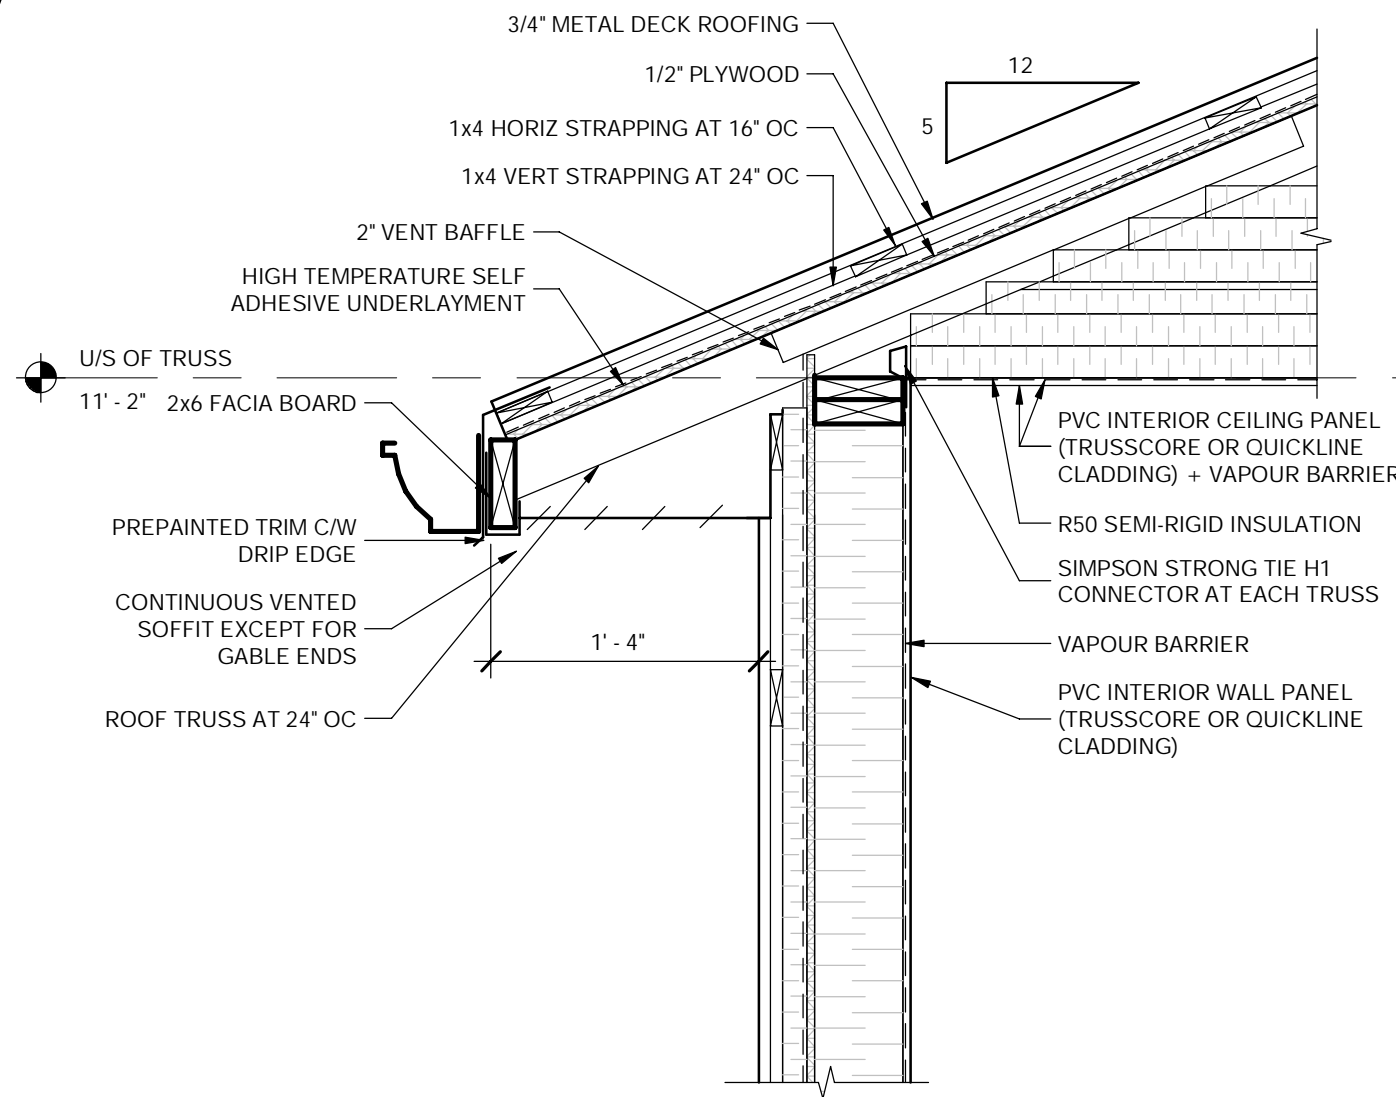 3/4" METAL DECK ROOFING
1/2" PLYWOOD
1x4 HORIZ STRAPPING AT 16" OC
1x4 VERT STRAPPING AT 24" OC
2" VENT BAFFLE
HIGH TEMPERATURE SELF
ADHESIVE UNDERLAYMENT
12
5
U/S OF TRUSS
11' - 2"
2x6 FACIA BOARD
PREPAINTED TRIM C/W
DRIP EDGE
CONTINUOUS VENTED
SOFFIT EXCEPT FOR
GABLE ENDS
ROOF TRUSS AT 24" OC
1' - 4"
PVC INTERIOR CEILING PANEL
(TRUSSCORE OR QUICKLINE
CLADDING) + VAPOUR BARRIER
R50 SEMI-RIGID INSULATION
SIMPSON STRONG TIE H1
CONNECTOR AT EACH TRUSS
VAPOUR BARRIER
PVC INTERIOR WALL PANEL
(TRUSSCORE OR QUICKLINE
CLADDING)